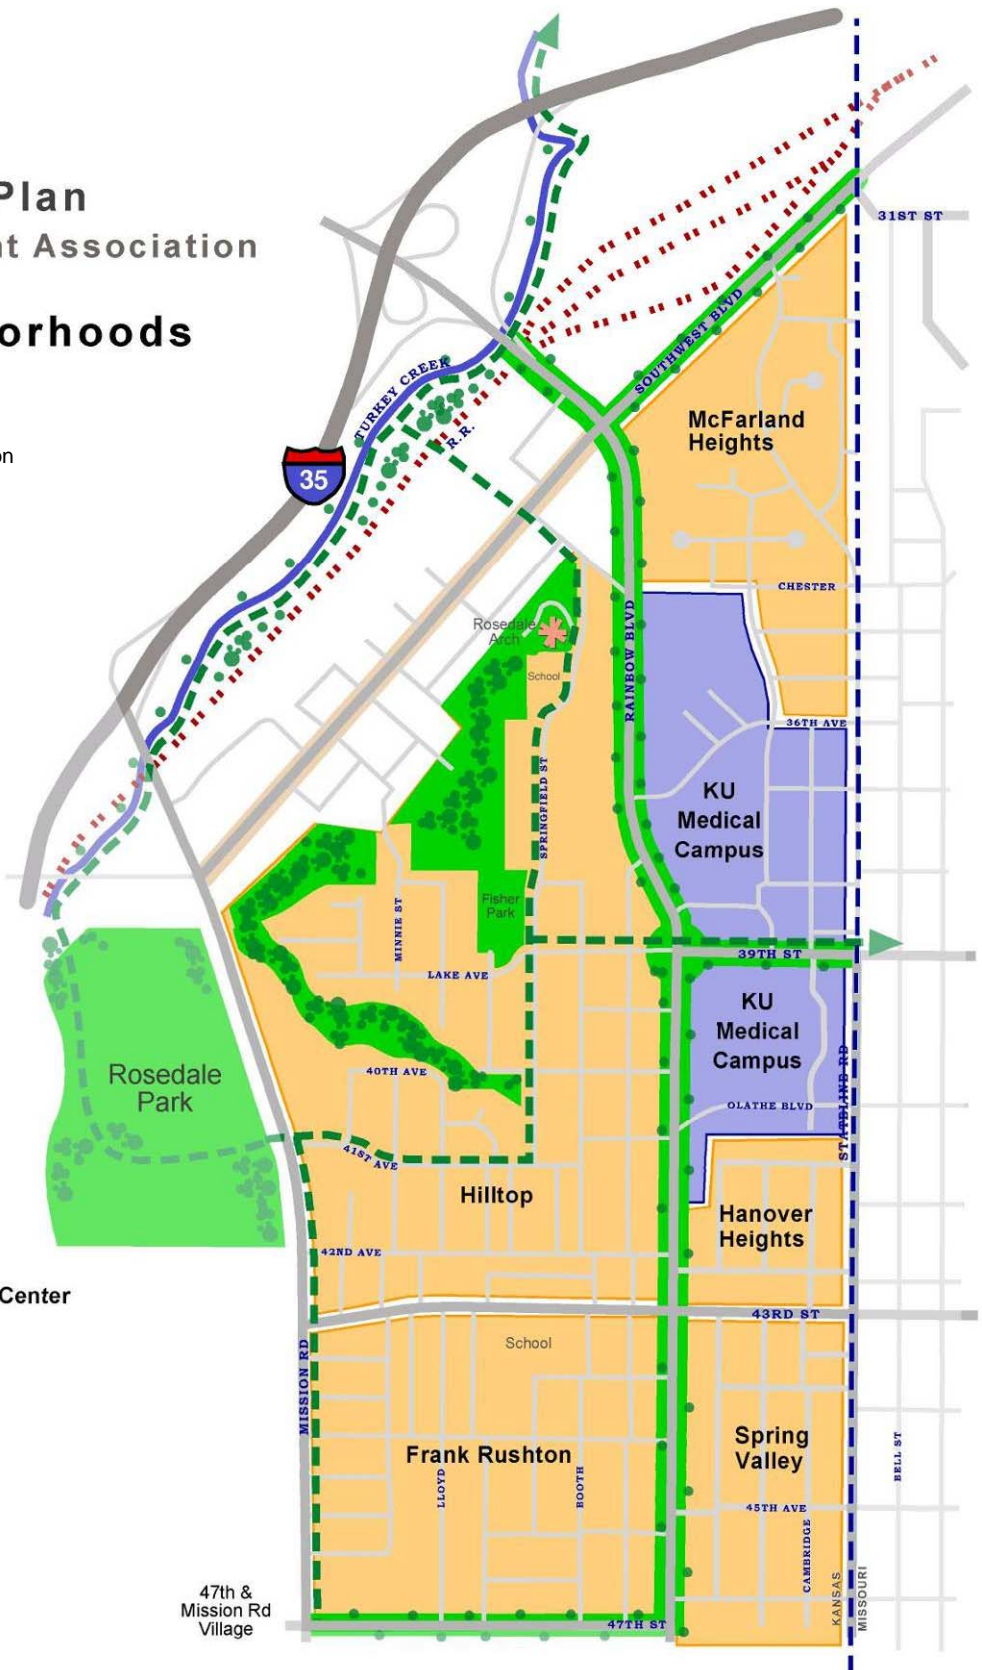 Plan
nt Association
orhoods
on
31ST ST
SOUTHWEST BLVD
TURKEY CREEK
R.R.
35
McFarland
Heights
CHESTER
RAINBOW BLVD
Rosedale
Arch
School
36TH AVE
SPRINGFIELD ST
KU
Medical
Campus
Fisher
Park
MINNIE ST
LAKE AVE
39TH ST
KU
Medical
Campus
STATELINE RD
Rosedale
Park
40TH AVE
OLATHE BLVD
41ST AVE
Hilltop
Hanover
Heights
42ND AVE
Center
43RD ST
School
MISSION RD
Frank Rushton
Spring
Valley
BELL ST
LLOYD
BOOTH
45TH AVE
CAMBRIDGE
KANSAS
MISSOURI
47th &
Mission Rd
Village
47TH ST